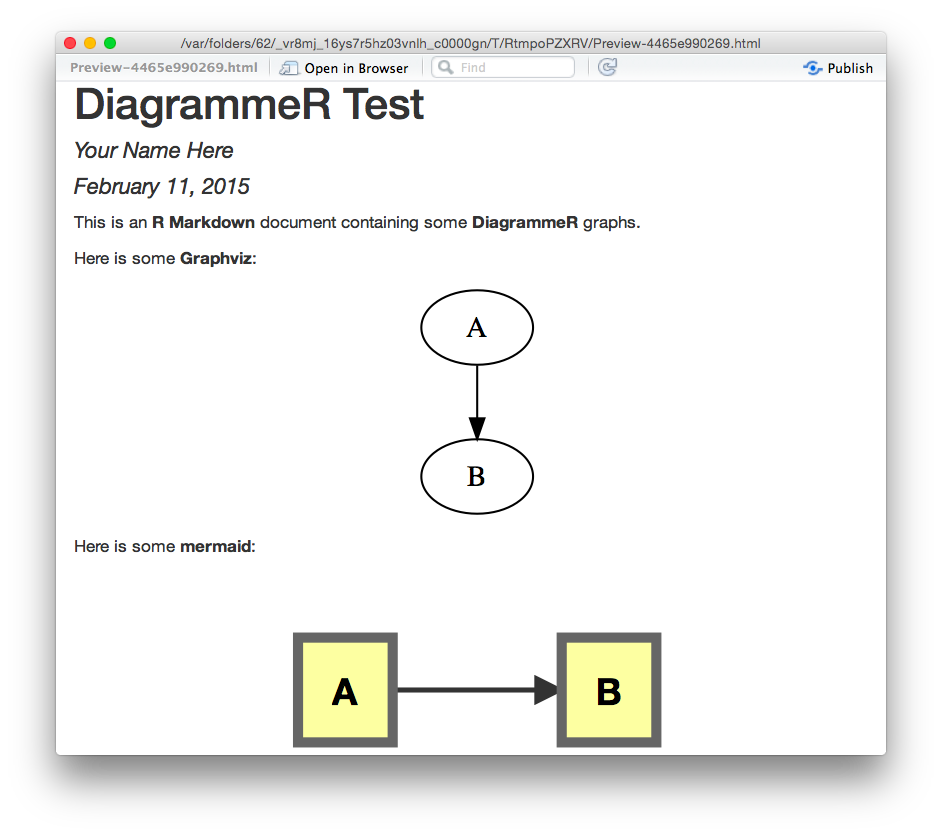 /var/folders/62/_vr8mj_16ys7r5hz03vnlh_c0000gn/T/RtmpoPZXRV/Preview-4465e990269.html
Preview-4465e990269.html Open in Browser Find Publish
DiagrammeR Test
Your Name Here
February 11, 2015
This is an R Markdown document containing some DiagrammeR graphs.
Here is some Graphviz:
A
B
Here is some mermaid:
A B